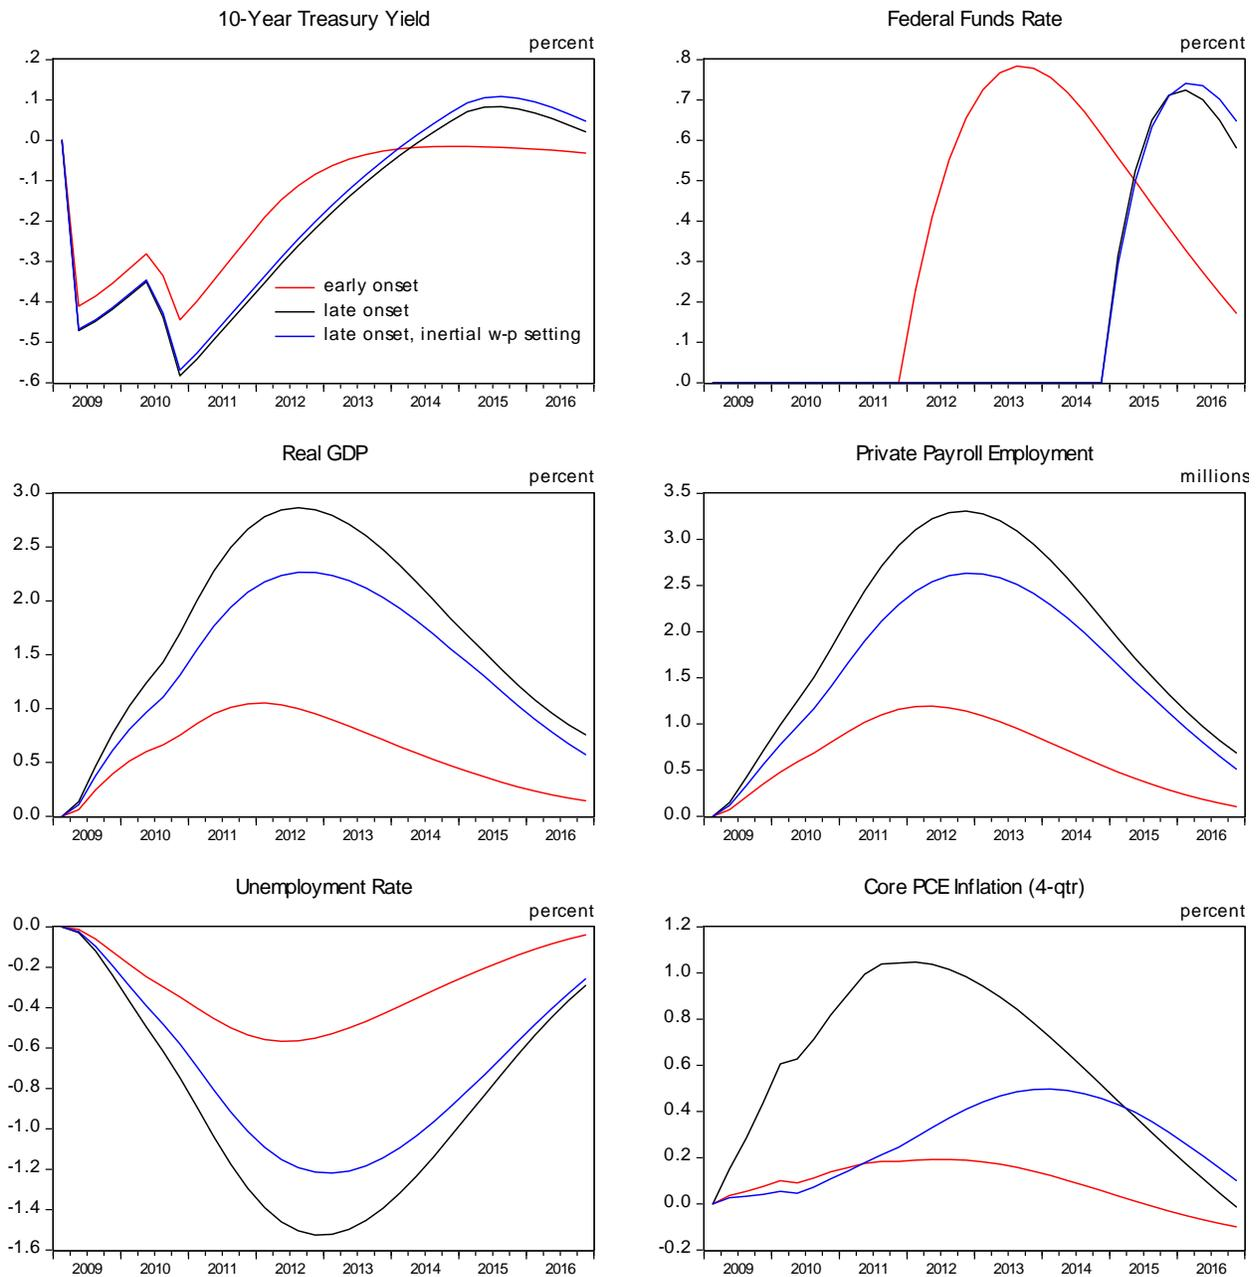 10-Year Treasury Yield
percent
.2
.1
.0
-.1
-.2
-.3
-.4
-.5
-.6
early onset
late onset
late onset, inertial w-p setting
2009 2010 2011 2012 2013 2014 2015 2016
Federal Funds Rate
percent
.8
.7
.6
.5
.4
.3
.2
.1
.0
2009 2010 2011 2012 2013 2014 2015 2016
Real GDP
percent
3.0
2.5
2.0
1.5
1.0
0.5
0.0
2009 2010 2011 2012 2013 2014 2015 2016
Private Payroll Employment
millions
3.5
3.0
2.5
2.0
1.5
1.0
0.5
0.0
2009 2010 2011 2012 2013 2014 2015 2016
Unemployment Rate
percent
0.0
-0.2
-0.4
-0.6
-0.8
-1.0
-1.2
-1.4
-1.6
2009 2010 2011 2012 2013 2014 2015 2016
Core PCE Inflation (4-qtr)
percent
1.2
1.0
0.8
0.6
0.4
0.2
0.0
-0.2
2009 2010 2011 2012 2013 2014 2015 2016